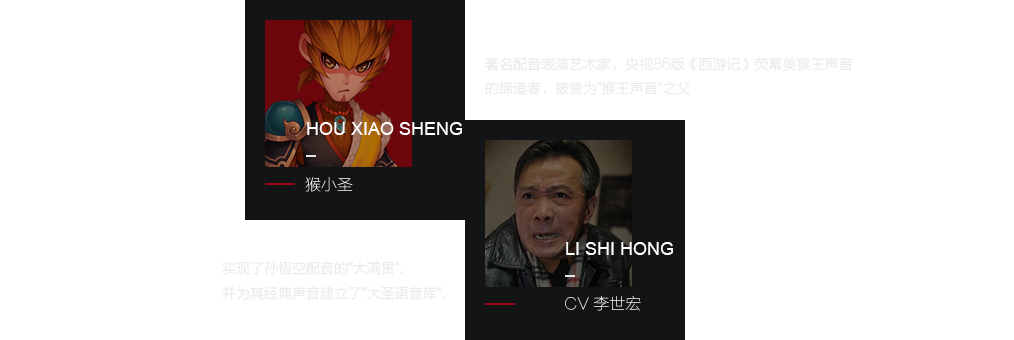 著名配音表演艺术家，央视86版《西游记》荧幕美猴王声音
的缔造者，被誉为"猴王声音"之父
HOU XIAO SHENG
猴小圣
LI SHI HONG
CV 李世宏
实现了孙悟空配音的"大满贯"，
并为其经典声音建立了"大圣语音库"。